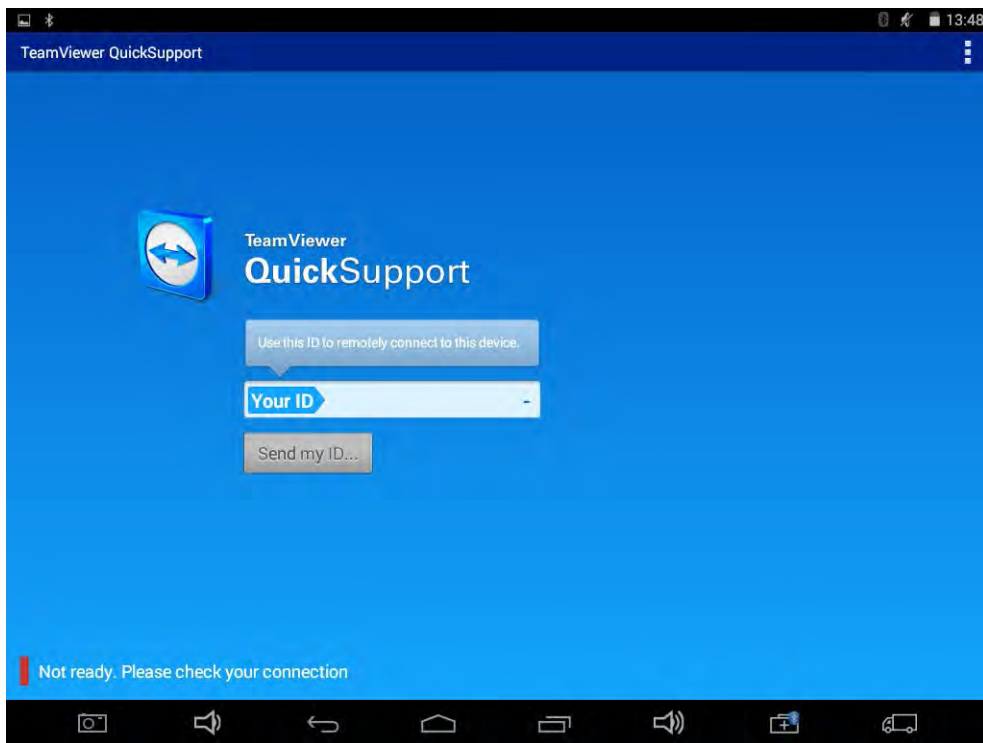 13:48
TeamViewer QuickSupport
TeamViewer
QuickSupport
Use this ID to remotely connect to this device.
Your ID -
Send my ID...
Not ready. Please check your connection